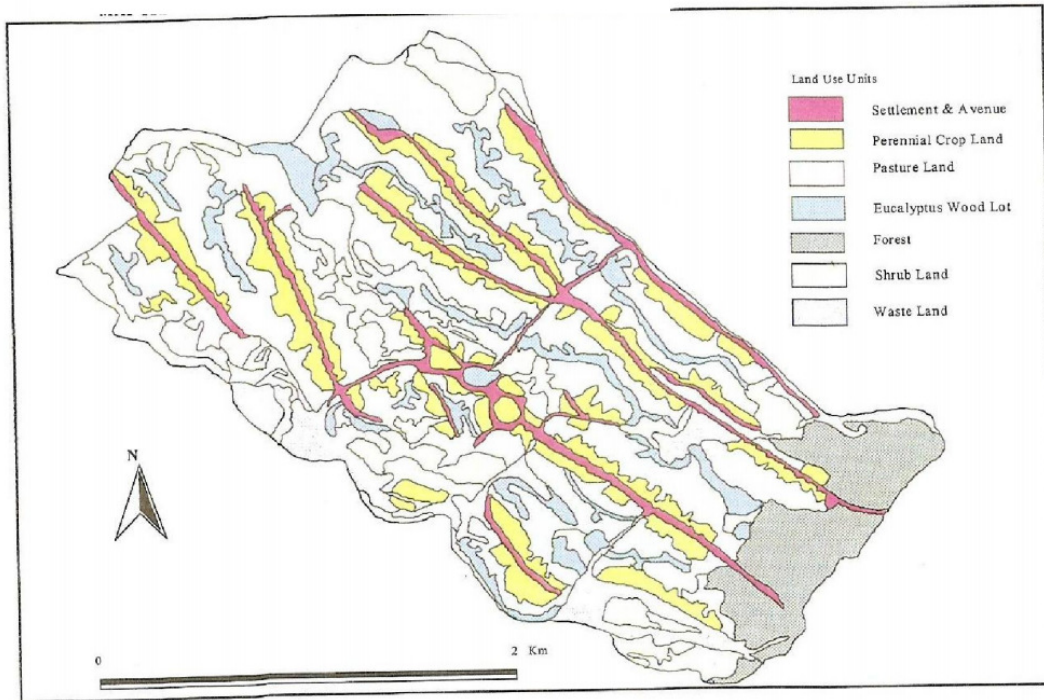 Land Use Units
Settlement & Avenue
Perennial Crop Land
Pasture Land
Eucalyptus Wood Lot
Forest
Shrub Land
Waste Land
N
0
2 Km